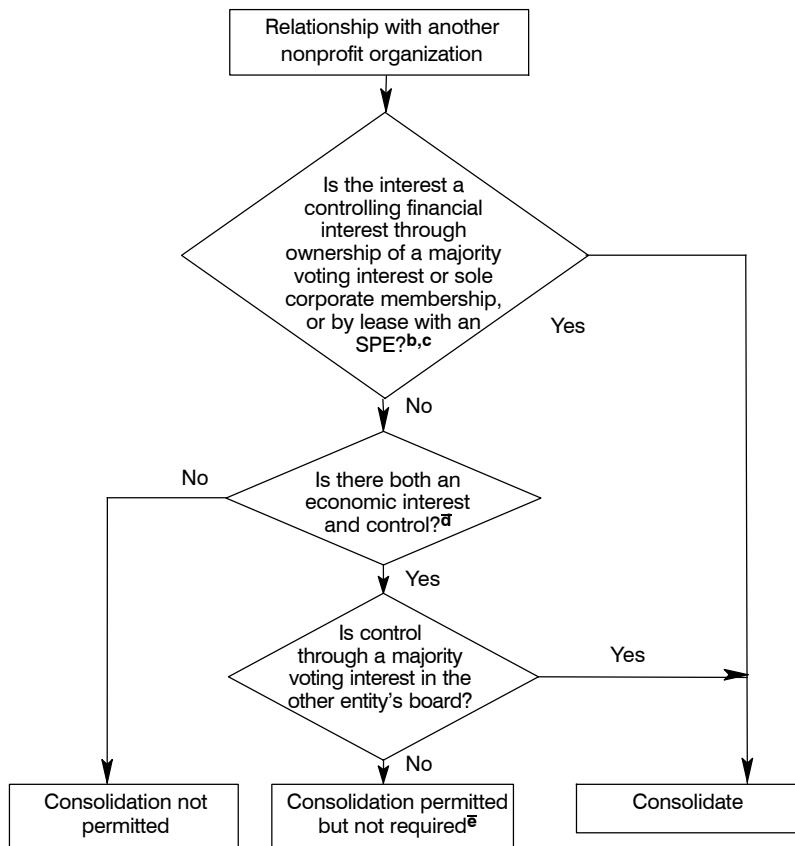 Relationship with another
nonprofit organization
Is the interest a
controlling financial
interest through
ownership of a majority
voting interest or sole
corporate membership,
or by lease with an
SPE?b,c
Yes
No
No
Is there both an
economic interest
and control?d
Yes
Is control
through a majority
voting interest in the
other entity's board?
Yes
No
Consolidation not
permitted
Consolidation permitted
but not required e
Consolidate